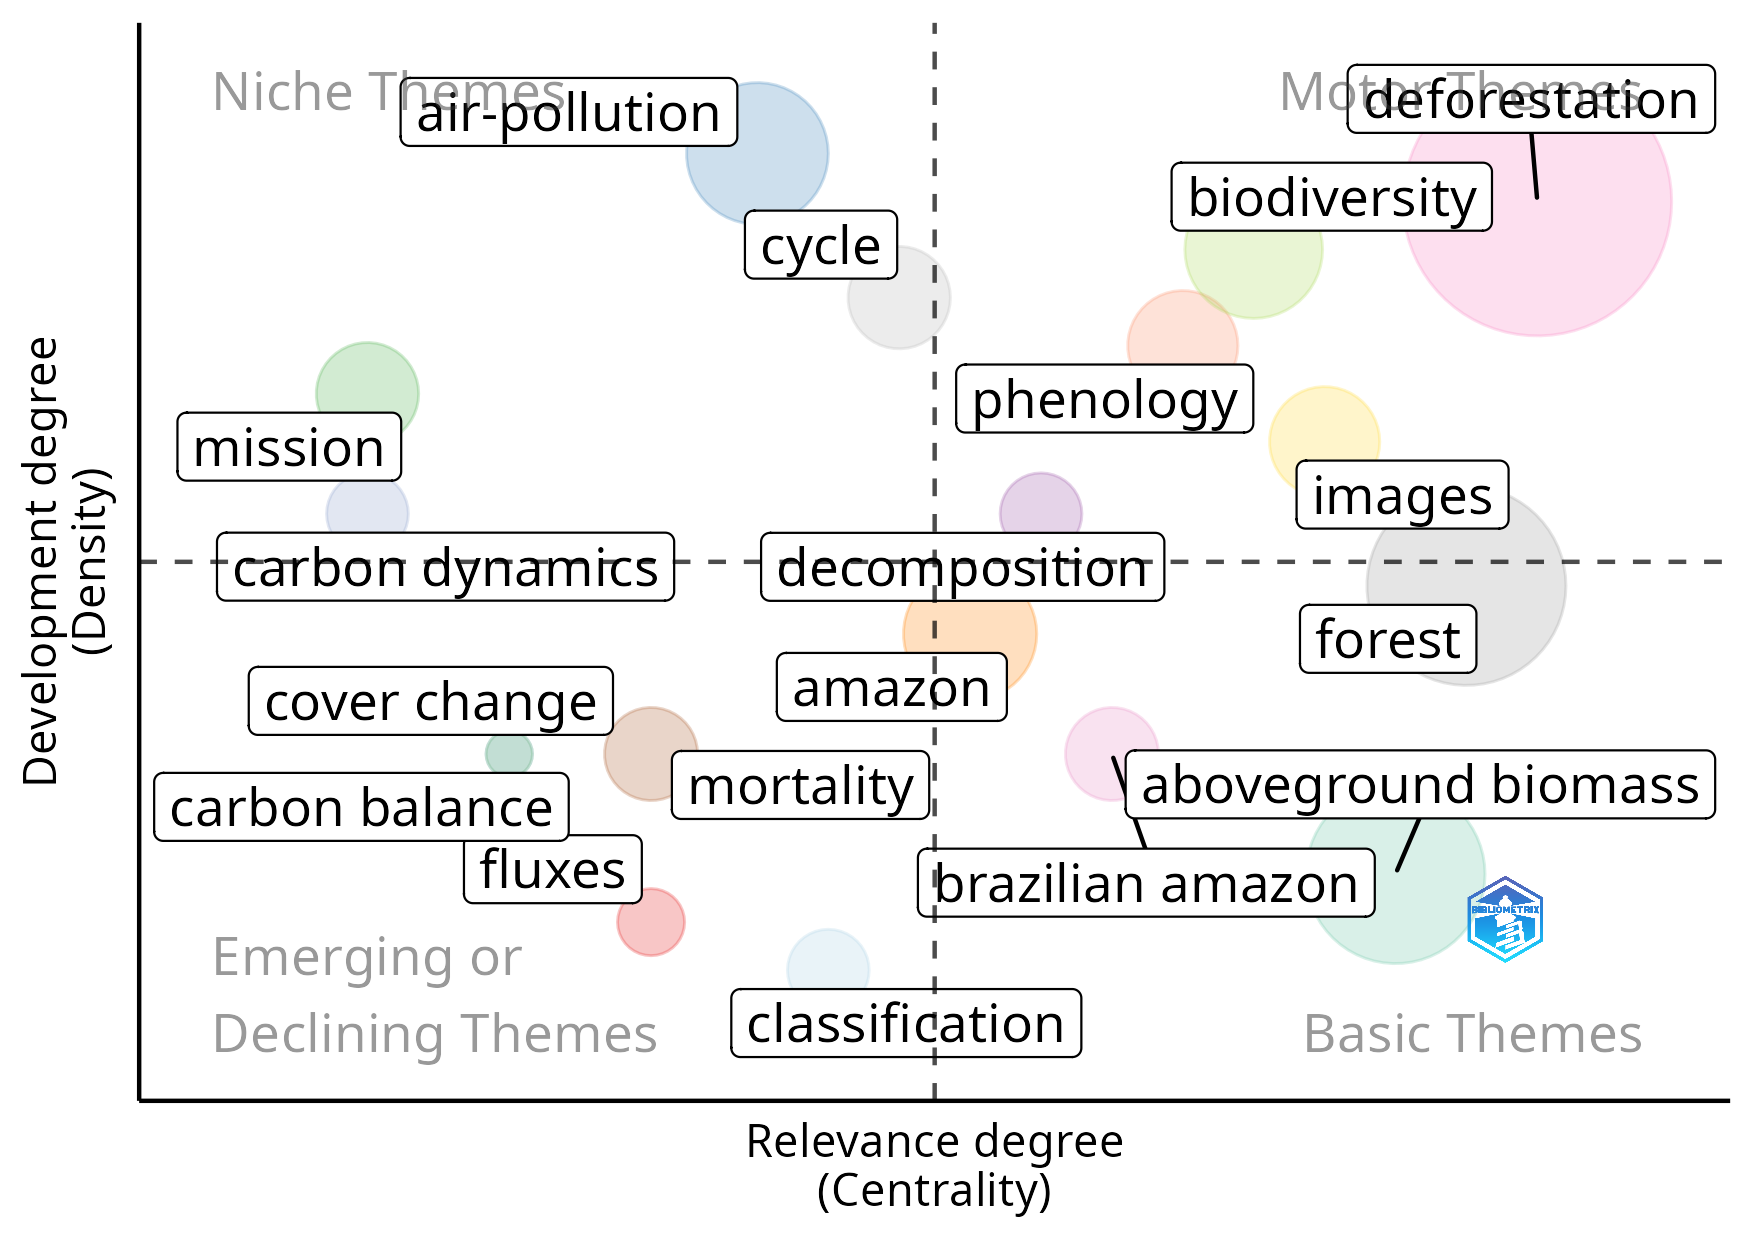 Niche Themes
Motor Themes
deforestation
air-pollution
biodiversity
cycle
phenology
mission
images
carbon dynamics
decomposition
forest
cover change
amazon
mortality
aboveground biomass
carbon balance
fluxes
brazilian amazon
BIBLIOMETRIX
Emerging or
Declining Themes
classification
Basic Themes
Development degree
(Density)
Relevance degree
(Centrality)